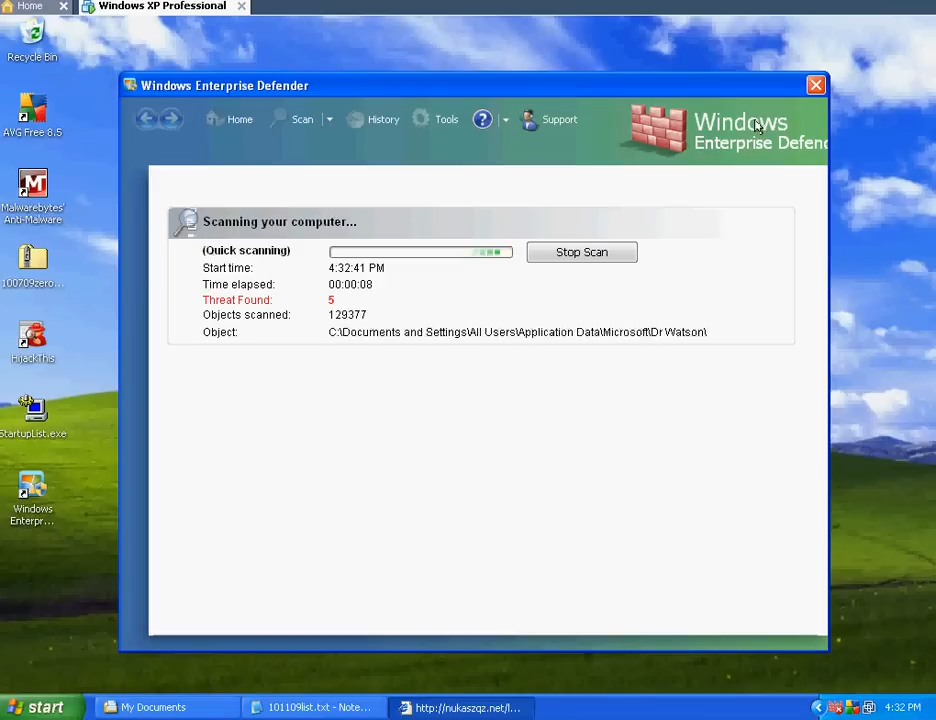 Home
Windows XP Professional
Recycle Bin
AVG Free 8.5
Malwarebytes'
Anti-Malware
100709zero...
HijackThis
StartupList.exe
Windows
Enterpr...
Windows Enterprise Defender
Home
Scan
History
Tools
?
Support
Windows
Enterprise Defend
Scanning your computer...
(Quick scanning)
Stop Scan
Start time: 4:32:41 PM
Time elapsed: 00:00:08
Threat Found: 5
Objects scanned: 129377
Object: C:\Documents and Settings\All Users\Application Data\Microsoft\Dr Watson\
start
My Documents
101109list.txt - Note...
http://nukaszqz.net/l...
4:32 PM